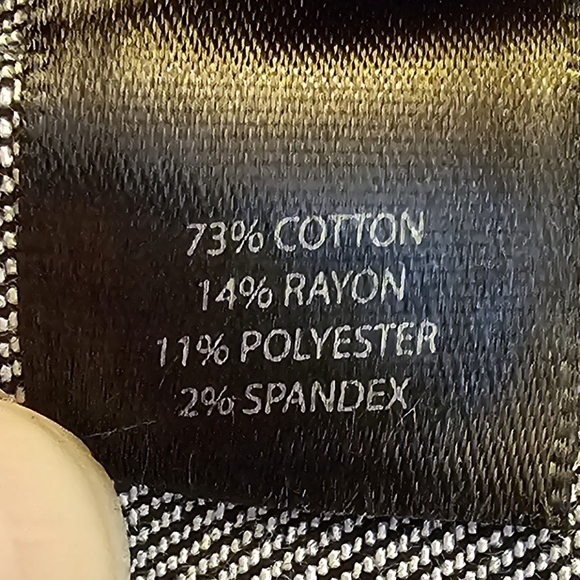 73% COTTON
14% RAYON
11% POLYESTER
2% SPANDEX